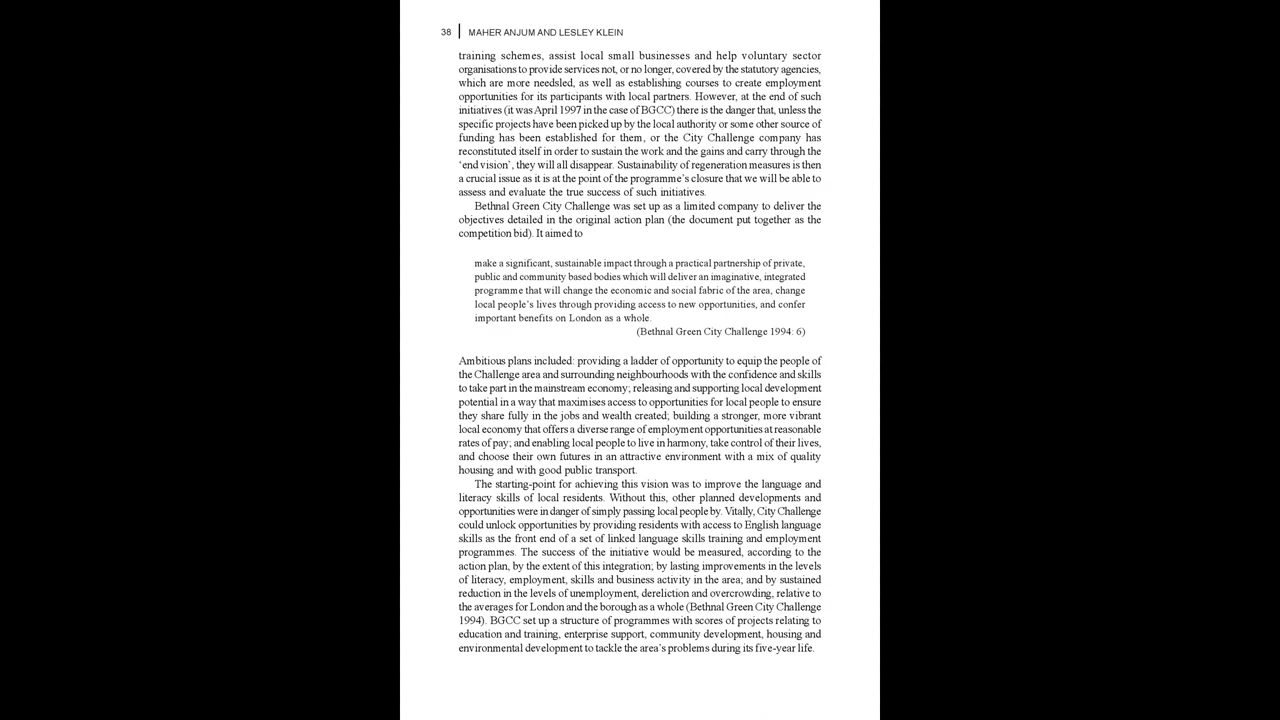 38 MAHER ANJUM AND LESLEY KLEIN
training schemes, assist local small businesses and help voluntary sector
organisations to provide services not, or no longer, covered by the statutory agencies,
which are more needsled, as well as establishing courses to create employment
opportunities for its participants with local partners. However, at the end of such
initiatives (it was April 1997 in the case of BGCC) there is the danger that, unless the
specific projects have been picked up by the local authority or some other source of
funding has been established for them, or the City Challenge company has
reconstituted itself in order to sustain the work and the gains and carry through the
‘end vision’, they will all disappear. Sustainability of regeneration measures is then
a crucial issue as it is at the point of the programme’s closure that we will be able to
assess and evaluate the true success of such initiatives.
Bethnal Green City Challenge was set up as a limited company to deliver the
objectives detailed in the original action plan (the document put together as the
competition bid). It aimed to
make a significant, sustainable impact through a practical partnership of private,
public and community based bodies which will deliver an imaginative, integrated
programme that will change the economic and social fabric of the area, change
local people’s lives through providing access to new opportunities, and confer
important benefits on London as a whole.
(Bethnal Green City Challenge 1994: 6)
Ambitious plans included: providing a ladder of opportunity to equip the people of
the Challenge area and surrounding neighbourhoods with the confidence and skills
to take part in the mainstream economy; releasing and supporting local development
potential in a way that maximises access to opportunities for local people to ensure
they share fully in the jobs and wealth created; building a stronger, more vibrant
local economy that offers a diverse range of employment opportunities at reasonable
rates of pay; and enabling local people to live in harmony, take control of their lives,
and choose their own futures in an attractive environment with a mix of quality
housing and with good public transport.
The starting-point for achieving this vision was to improve the language and
literacy skills of local residents. Without this, other planned developments and
opportunities were in danger of simply passing local people by. Vitally, City Challenge
could unlock opportunities by providing residents with access to English language
skills as the front end of a set of linked language skills training and employment
programmes. The success of the initiative would be measured, according to the
action plan, by the extent of this integration; by lasting improvements in the levels
of literacy, employment, skills and business activity in the area; and by sustained
reduction in the levels of unemployment, dereliction and overcrowding, relative to
the averages for London and the borough as a whole (Bethnal Green City Challenge
1994). BGCC set up a structure of programmes with scores of projects relating to
education and training, enterprise support, community development, housing and
environmental development to tackle the area’s problems during its five-year life.